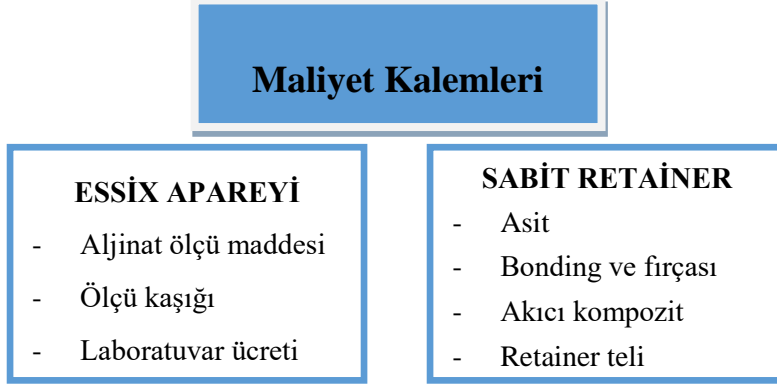 Maliyet Kalemleri
ESSİX APAREYİ
- Aljinat ölçü maddesi
- Ölçü kaşığı
- Laboratuvar ücreti
SABİT RETAİNER
- Asit
- Bonding ve fırçası
- Akıcı kompozit
- Retainer teli